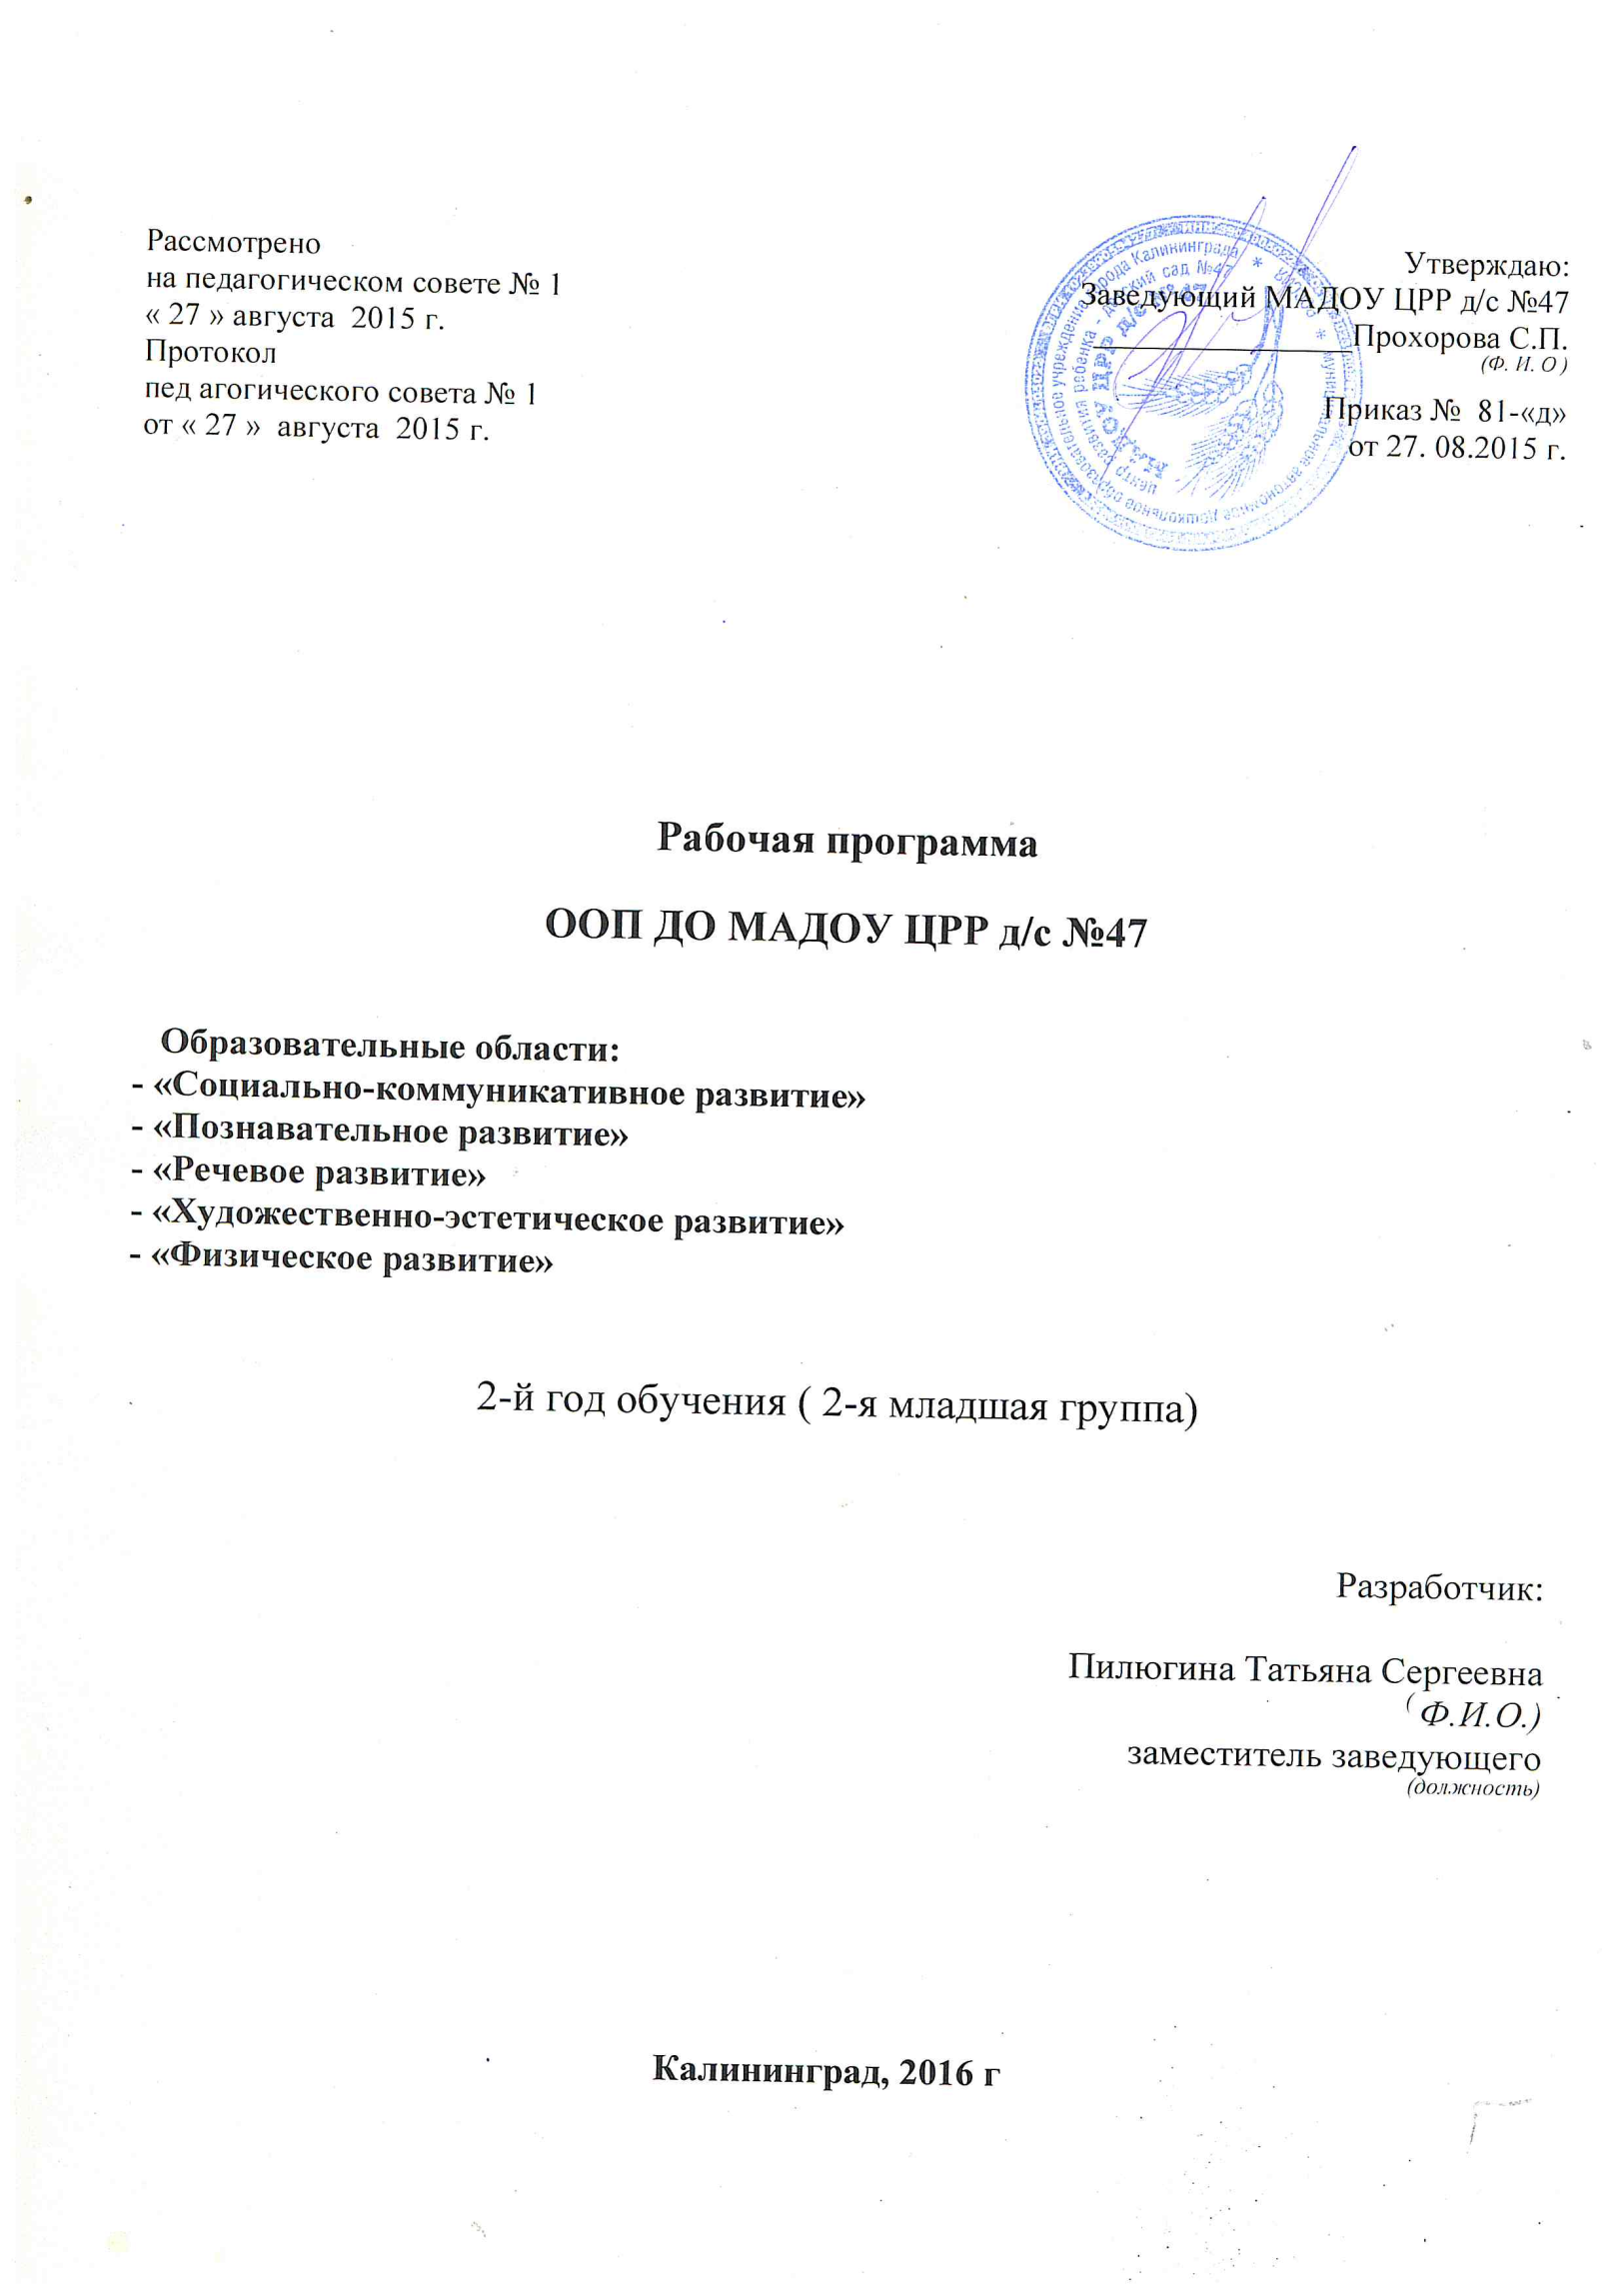 Рассмотрено
на педагогическом совете № 1
« 27 » августа 2015 г.
Протокол
пед агогического совета № 1
от « 27 » августа 2015 г.
Утверждаю:
Заведующий МАДОУ ЦРР д/с №47
Прохорова С.П.
(Ф. И. О )
Приказ № 81-«д»
от 27. 08.2015 г.
Рабочая программа
ООП ДО МАДОУ ЦРР д/с №47
Образовательные области:
- «Социально-коммуникативное развитие»
- «Познавательное развитие»
- «Речевое развитие»
- «Художественно-эстетическое развитие»
- «Физическое развитие»
2-й год обучения ( 2-я младшая группа)
Разработчик:
Пилюгина Татьяна Сергеевна
( Ф.И.О.)
заместитель заведующего
(должность)
Калининград, 2016 г